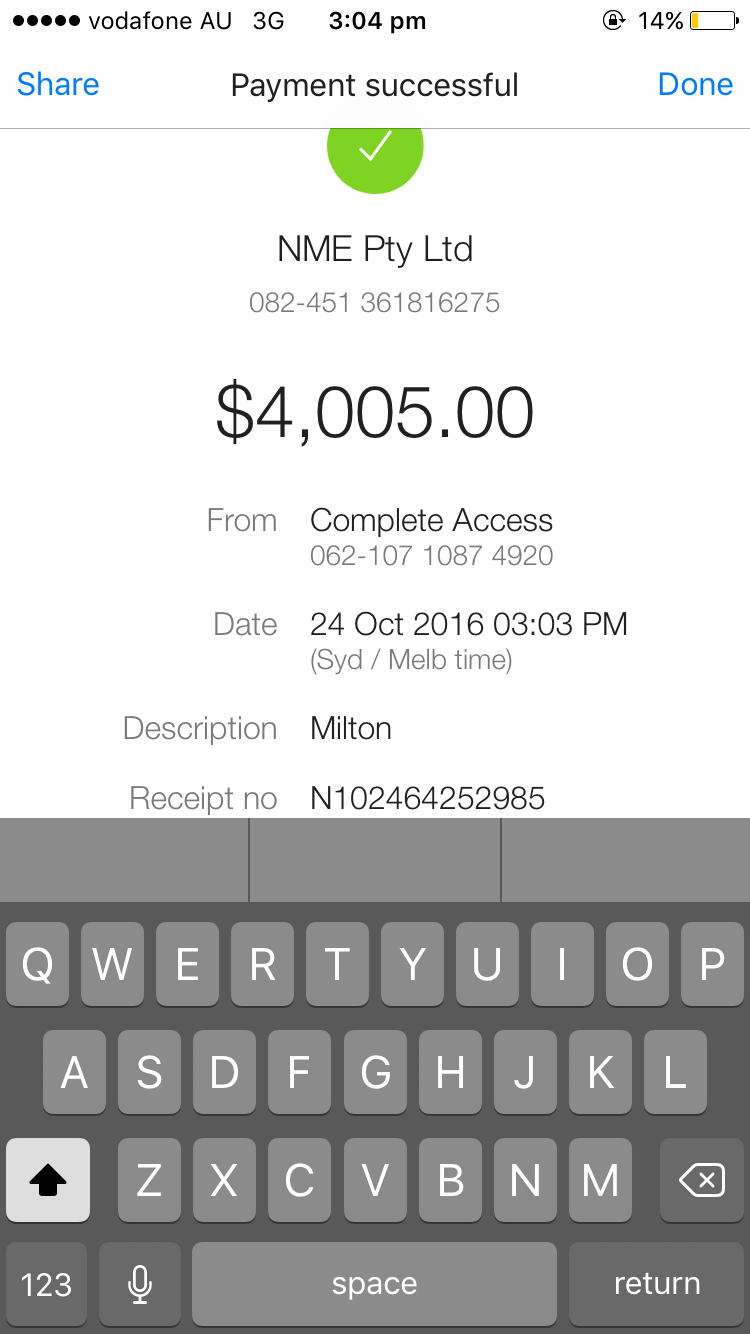 vodafone AU 3G 3:04 pm 14%
Share Payment successful Done
NME Pty Ltd
082-451 361816275
$4,005.00
From Complete Access
062-107 1087 4920
Date 24 Oct 2016 03:03 PM
(Syd / Melb time)
Description Milton
Receipt no N102464252985
Q W E R T Y U I O P
A S D F G H J K L
Z X C V B N M
123 space return